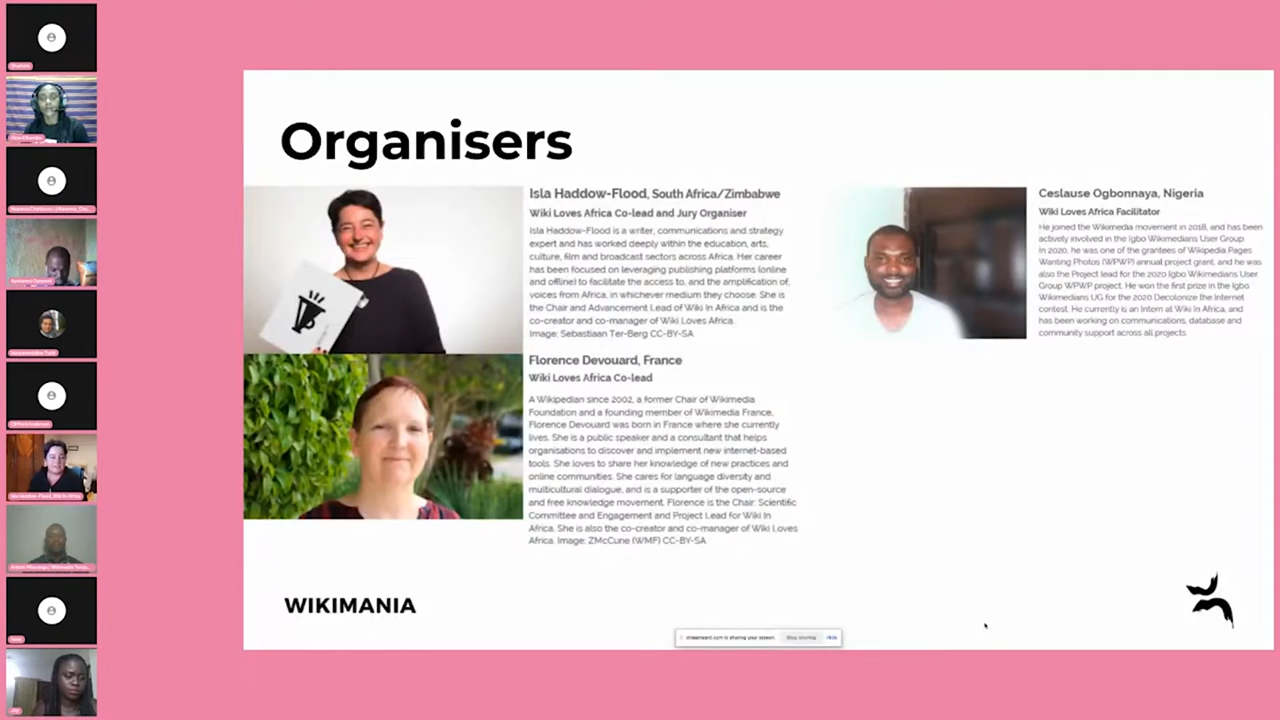 Organisers
Isla Haddow-Flood, South Africa/Zimbabwe
Wiki Loves Africa Co-lead and Jury Organiser
Isla Haddow-Flood is a writer, communications and strategy
expert and has worked deeply within the education, arts,
culture, film and broadcast sectors across Africa. Her career
has been focused on leveraging publishing platforms (online
and offline) to facilitate the access to, and the amplification of,
voices from Africa, in whichever medium they choose. She is
the Chair and Advancement Lead of Wiki In Africa and is the
co-creator and co-manager of Wiki Loves Africa.
Image: Sebastiaan Ter-Berg CC-BY-SA
Florence Devouard, France
Wiki Loves Africa Co-lead
A Wikipedian since 2002, a former Chair of Wikimedia
Foundation and a founding member of Wikimedia France,
Florence Devouard was born in France where she currently
lives. She is a public speaker and a consultant that helps
organisations to discover and implement new internet-based
tools. She loves to share her knowledge of new practices and
online communities. She cares for language diversity and
multicultural dialogue, and is a supporter of the open-source
and free knowledge movement. Florence is the Chair: Scientific
Committee and Engagement and Project Lead for Wiki In
Africa. She is also the co-creator and co-manager of Wiki Loves
Africa. Image: ZMcCune (WMF) CC-BY-SA
Ceslause Ogbonnaya, Nigeria
Wiki Loves Africa Facilitator
He joined the Wikimedia movement in 2018, and has been
actively involved in the Igbo Wikimedians User Group.
In 2020, he was one of the grantees of Wikipedia Pages
Wanting Photos (WPWP) annual project grant, and he was
also the Project lead for the 2020 Igbo Wikimedians User
Group WPWP project. He won the first prize in the Igbo
Wikimedians UG for the 2020 Decolonize the Internet
contest. He currently is an Intern at Wiki In Africa, and
has been working on communications, database and
community support across all projects.
WIKIMANIA
streamyard.com is sharing your screen. Stop sharing Hide
Isla Haddow-Flood, Wiki In Africa